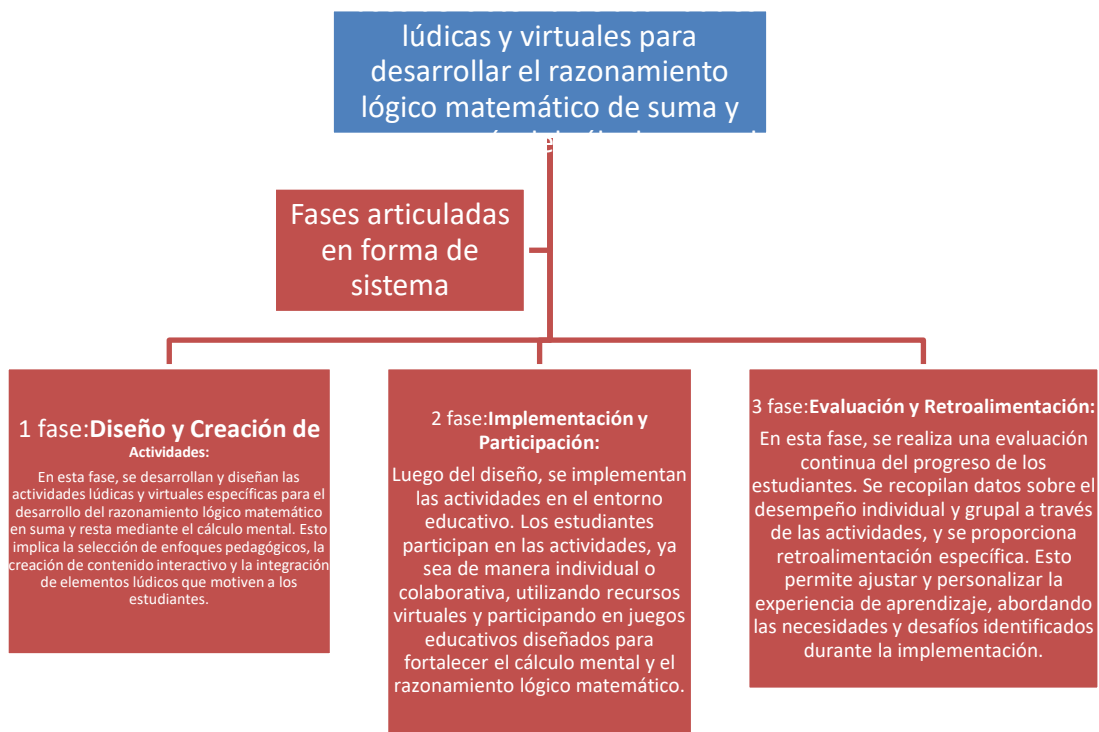 lúdicas y virtuales para
desarrollar el razonamiento
lógico matemático de suma y
Fases articuladas
en forma de
sistema
1 fase:Diseño y Creación de
Actividades:
En esta fase, se desarrollan y diseñan las
actividades lúdicas y virtuales específicas para el
desarrollo del razonamiento lógico matemático
en suma y resta mediante el cálculo mental. Esto
implica la selección de enfoques pedagógicos, la
creación de contenido interactivo y la integración
de elementos lúdicos que motiven a los
estudiantes.
2 fase:Implementación y
Participación:
Luego del diseño, se implementan
las actividades en el entorno
educativo. Los estudiantes
participan en las actividades, ya
sea de manera individual o
colaborativa, utilizando recursos
virtuales y participando en juegos
educativos diseñados para
fortalecer el cálculo mental y el
razonamiento lógico matemático.
3 fase:Evaluación y Retroalimentación:
En esta fase, se realiza una evaluación
continua del progreso de los
estudiantes. Se recopilan datos sobre el
desempeño individual y grupal a través
de las actividades, y se proporciona
retroalimentación específica. Esto
permite ajustar y personalizar la
experiencia de aprendizaje, abordando
las necesidades y desafíos identificados
durante la implementación.